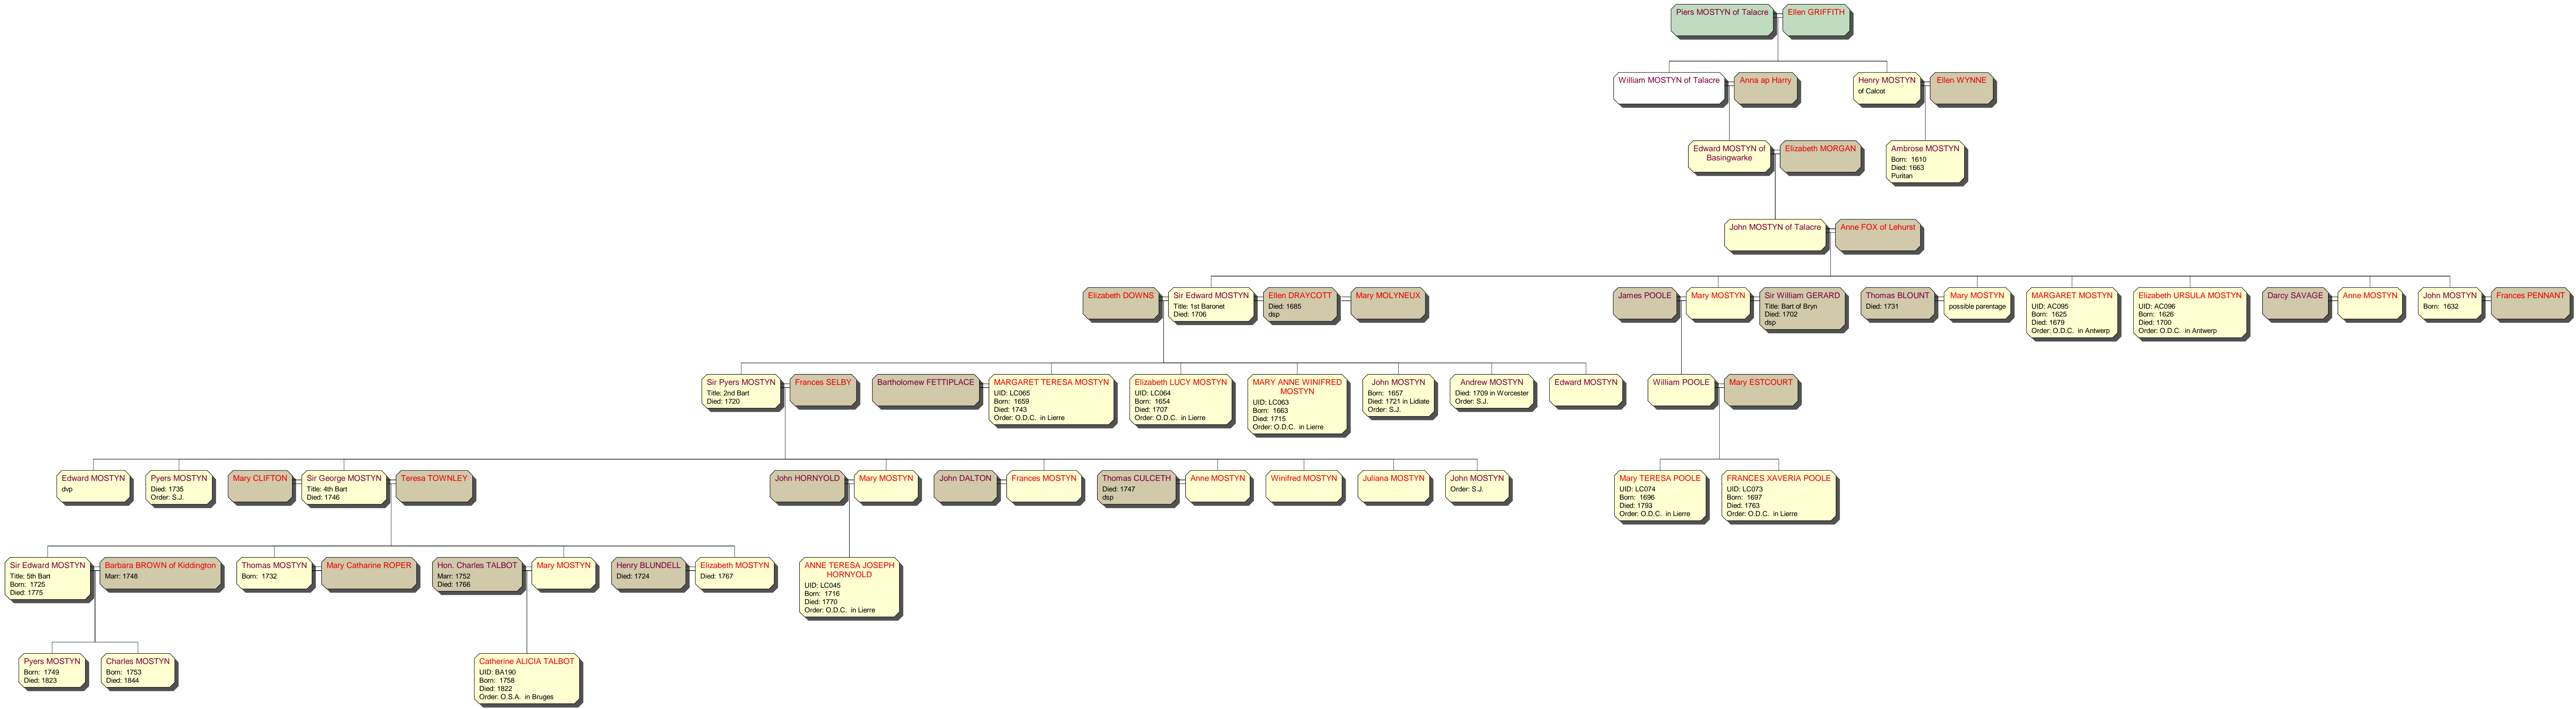 Piers MOSTYN of Talacre
Ellen GRIFFITH
William MOSTYN of Talacre
Anna ap Harry
Henry MOSTYN
of Calcot
Ellen WYNNE
Edward MOSTYN of
Basingwarke
Elizabeth MORGAN
Ambrose MOSTYN
Born: 1610
Died: 1663
Puritan
John MOSTYN of Talacre
Anne FOX of Lehurst
Elizabeth DOWNS
Sir Edward MOSTYN
Title: 1st Baronet
Died: 1706
Ellen DRAYCOTT
Died: 1685
dsp
Mary MOLYNEUX
James POOLE
Mary MOSTYN
Sir William GERARD
Title: Bart of Bryn
Died: 1702
dsp
Thomas BLOUNT
Died: 1731
Mary MOSTYN
possible parentage
MARGARET MOSTYN
UID: AC095
Born: 1625
Died: 1679
Order: O.D.C. in Antwerp
Elizabeth URSULA MOSTYN
UID: AC096
Born: 1626
Died: 1700
Order: O.D.C. in Antwerp
Darcy SAVAGE
Anne MOSTYN
John MOSTYN
Born: 1632
Frances PENNANT
Sir Pyers MOSTYN
Title: 2nd Bart
Died: 1720
Frances SELBY
Bartholomew FETTIPLACE
MARGARET TERESA MOSTYN
UID: LC065
Born: 1659
Died: 1743
Order: O.D.C. in Lierre
Elizabeth LUCY MOSTYN
UID: LC064
Born: 1654
Died: 1707
Order: O.D.C. in Lierre
MARY ANNE WINIFRED
MOSTYN
UID: LC063
Born: 1663
Died: 1715
Order: O.D.C. in Lierre
John MOSTYN
Born: 1657
Died: 1721 in Lidiate
Order: S.J.
Andrew MOSTYN
Died: 1709 in Worcester
Order: S.J.
Edward MOSTYN
William POOLE
Mary ESTCOURT
Edward MOSTYN
dvp
Pyers MOSTYN
Died: 1735
Order: S.J.
Mary CLIFTON
Sir George MOSTYN
Title: 4th Bart
Died: 1746
Teresa TOWNLEY
John HORNYOLD
Mary MOSTYN
John DALTON
Frances MOSTYN
Thomas CULCETH
Died: 1747
dsp
Anne MOSTYN
Winifred MOSTYN
Juliana MOSTYN
John MOSTYN
Order: S.J.
Mary TERESA POOLE
UID: LC074
Born: 1696
Died: 1793
Order: O.D.C. in Lierre
FRANCES XAVERIA POOLE
UID: LC073
Born: 1697
Died: 1763
Order: O.D.C. in Lierre
Sir Edward MOSTYN
Title: 5th Bart
Born: 1725
Died: 1775
Barbara BROWN of Kiddington
Marr: 1748
Thomas MOSTYN
Born: 1732
Mary Catharine ROPER
Hon. Charles TALBOT
Marr: 1752
Died: 1766
Mary MOSTYN
Henry BLUNDELL
Died: 1724
Elizabeth MOSTYN
Died: 1767
ANNE TERESA JOSEPH
HORNYOLD
UID: LC045
Born: 1716
Died: 1770
Order: O.D.C. in Lierre
Pyers MOSTYN
Born: 1749
Died: 1823
Charles MOSTYN
Born: 1753
Died: 1844
Catherine ALICIA TALBOT
UID: BA190
Born: 1758
Died: 1822
Order: O.S.A. in Bruges